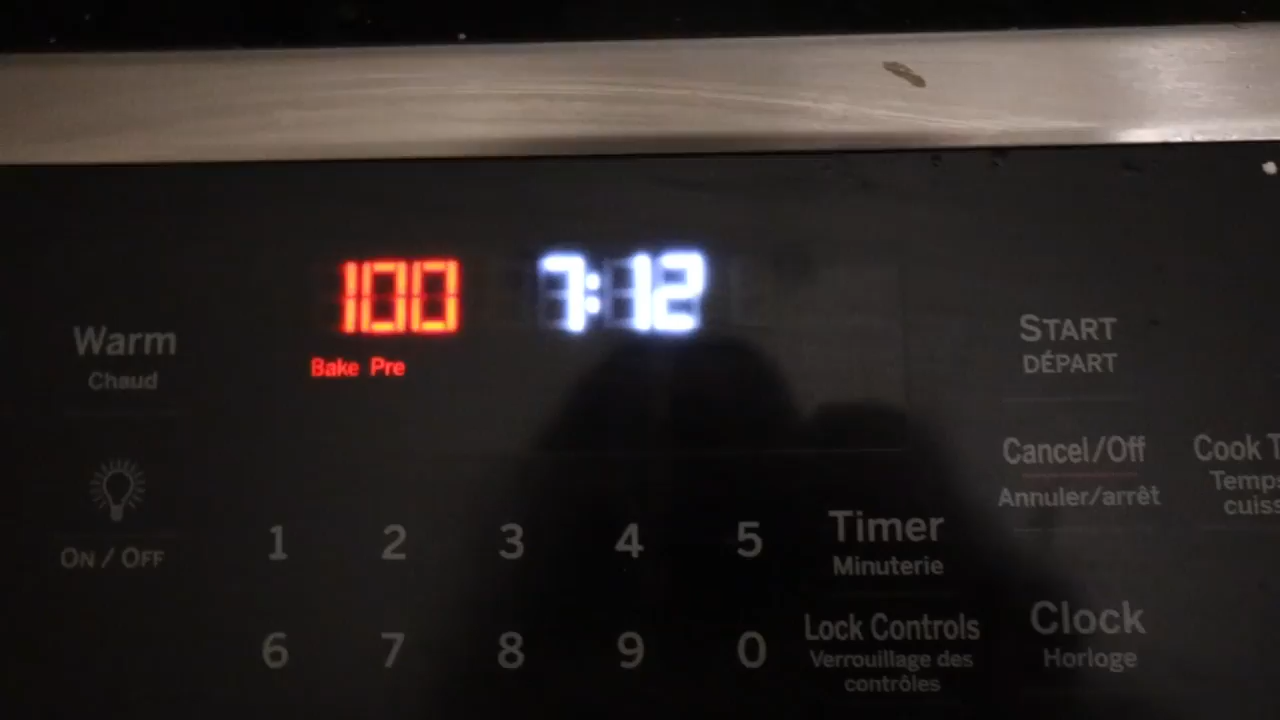 100 7:12
Bake Pre
Warm
Chaud
START
DÉPART
Cancel/Off
Annuler/arrêt
Cook
ON / OFF
1 2 3 4 5
Timer
Minuterie
6 7 8 9 0
Lock Controls
Verrouillage des
contrôles
Clock
Horloge